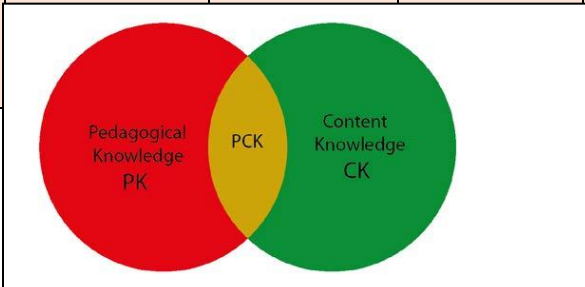 Pedagogical
Knowledge
PK
PCK
Content
Knowledge
CK